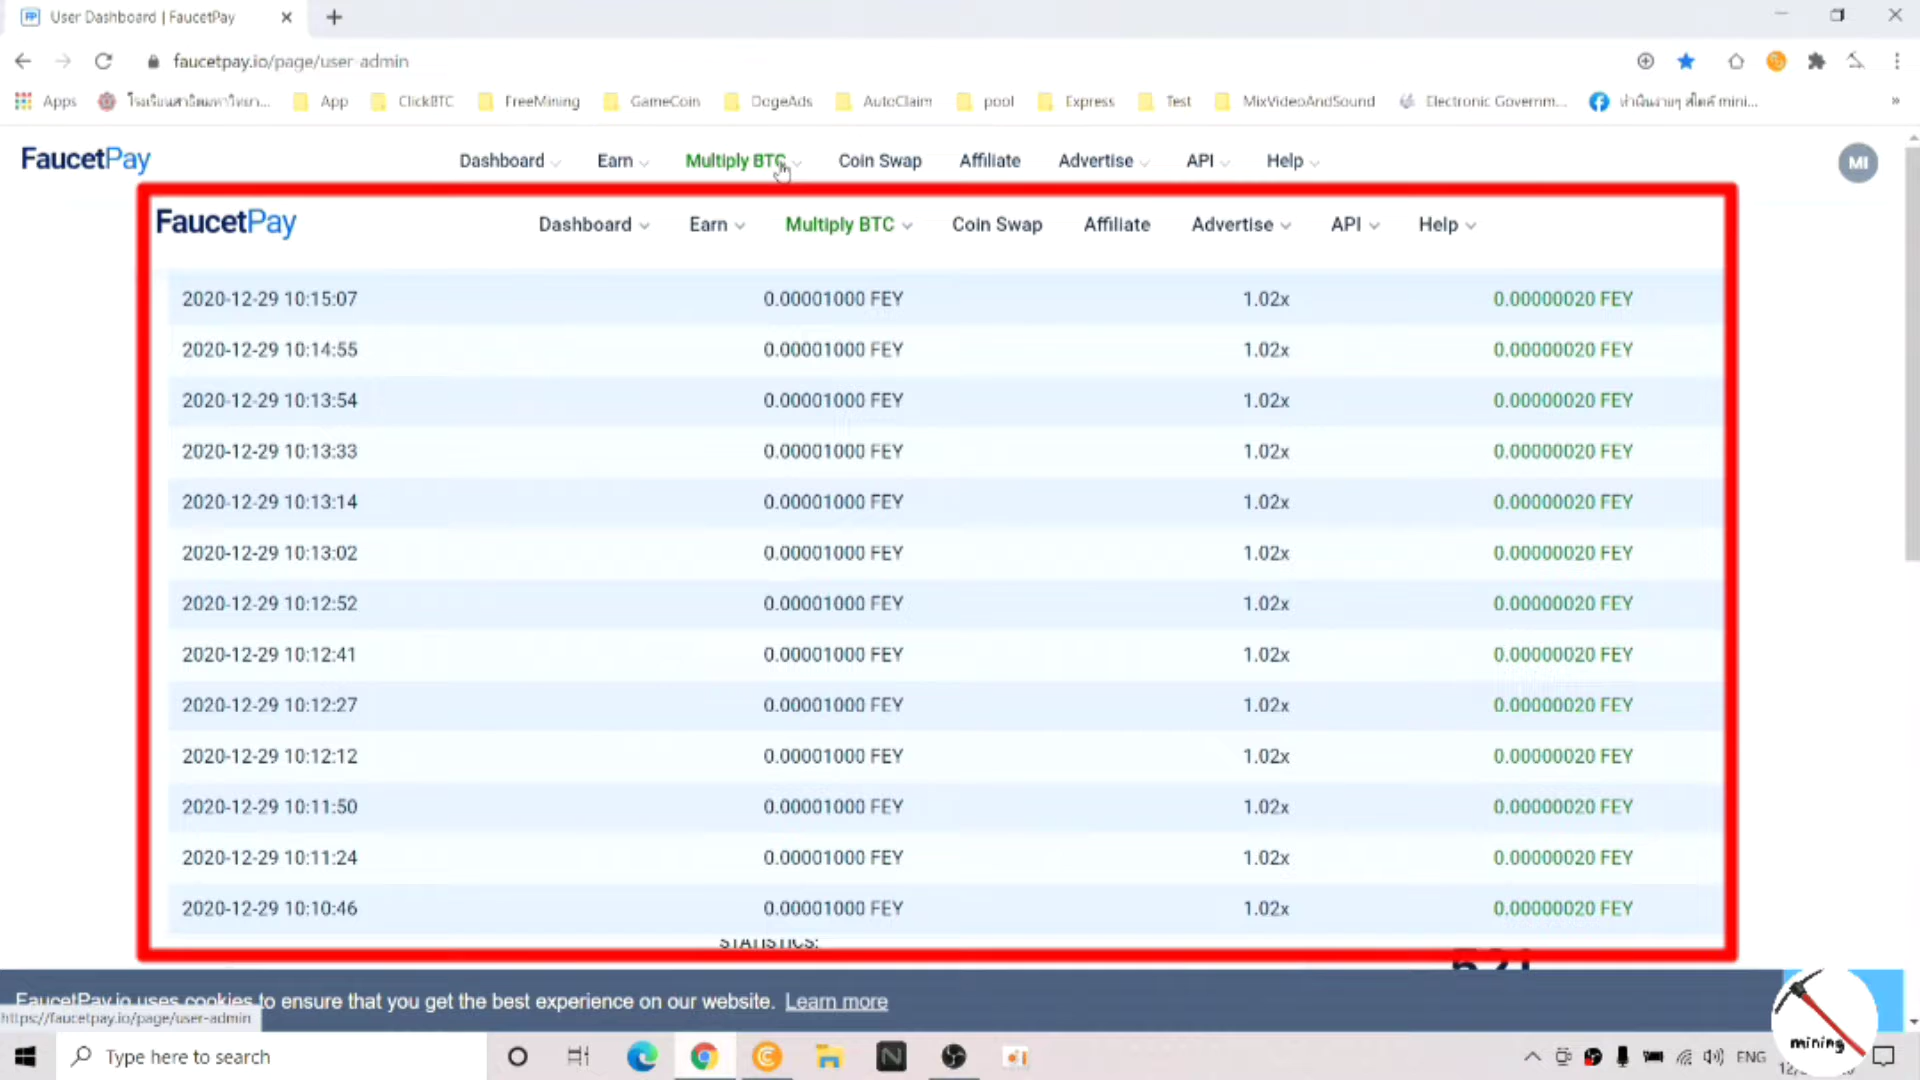 User Dashboard | FaucetPay
faucetpay.io/page/user-admin
Apps
App ClickBTC FreeMining GameCoin DogeAds AutoClaim pool Express Test MixVideoAndSound Electronic Governm...
FaucetPay Dashboard Earn Multiply BTC Coin Swap Affiliate Advertise API Help MI
FaucetPay Dashboard Earn Multiply BTC Coin Swap Affiliate Advertise API Help
2020-12-29 10:15:07 0.00001000 FEY 1.02x 0.00000020 FEY
2020-12-29 10:14:55 0.00001000 FEY 1.02x 0.00000020 FEY
2020-12-29 10:13:54 0.00001000 FEY 1.02x 0.00000020 FEY
2020-12-29 10:13:33 0.00001000 FEY 1.02x 0.00000020 FEY
2020-12-29 10:13:14 0.00001000 FEY 1.02x 0.00000020 FEY
2020-12-29 10:13:02 0.00001000 FEY 1.02x 0.00000020 FEY
2020-12-29 10:12:52 0.00001000 FEY 1.02x 0.00000020 FEY
2020-12-29 10:12:41 0.00001000 FEY 1.02x 0.00000020 FEY
2020-12-29 10:12:27 0.00001000 FEY 1.02x 0.00000020 FEY
2020-12-29 10:12:12 0.00001000 FEY 1.02x 0.00000020 FEY
2020-12-29 10:11:50 0.00001000 FEY 1.02x 0.00000020 FEY
2020-12-29 10:11:24 0.00001000 FEY 1.02x 0.00000020 FEY
2020-12-29 10:10:46 0.00001000 FEY 1.02x 0.00000020 FEY
STATISTICS:
FaucetPay.io uses cookies to ensure that you get the best experience on our website. Learn more
https://faucetpay.io/page/user-admin
Type here to search
ENG
mining